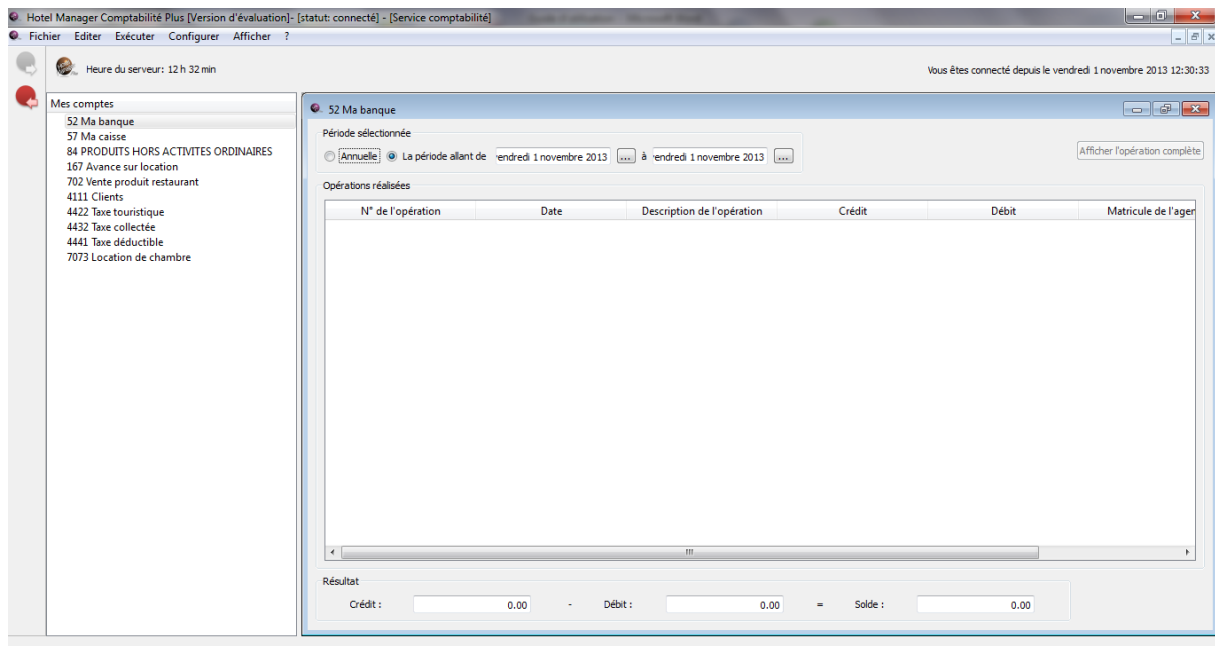 Hotel Manager Comptabilité Plus [Version d'évaluation]- [statut: connecté] - [Service comptabilité]
Fichier Editer Exécuter Configurer Afficher ?
Heure du serveur: 12 h 32 min
Vous êtes connecté depuis le vendredi 1 novembre 2013 12:30:33
Mes comptes
52 Ma banque
57 Ma caisse
84 PRODUITS HORS ACTIVITES ORDINAIRES
167 Avance sur location
702 Vente produit restaurant
4111 Clients
4422 Taxe touristique
4432 Taxe collectée
4441 Taxe déductible
7073 Location de chambre
52 Ma banque
Période sélectionnée
Annuelle La période allant de vendredi 1 novembre 2013 ... à vendredi 1 novembre 2013 ...
Afficher l'opération complète
Opérations réalisées
N° de l'opération Date Description de l'opération Crédit Débit Matricule de l'ager
Résultat
Crédit : 0.00 - Débit : 0.00 = Solde : 0.00